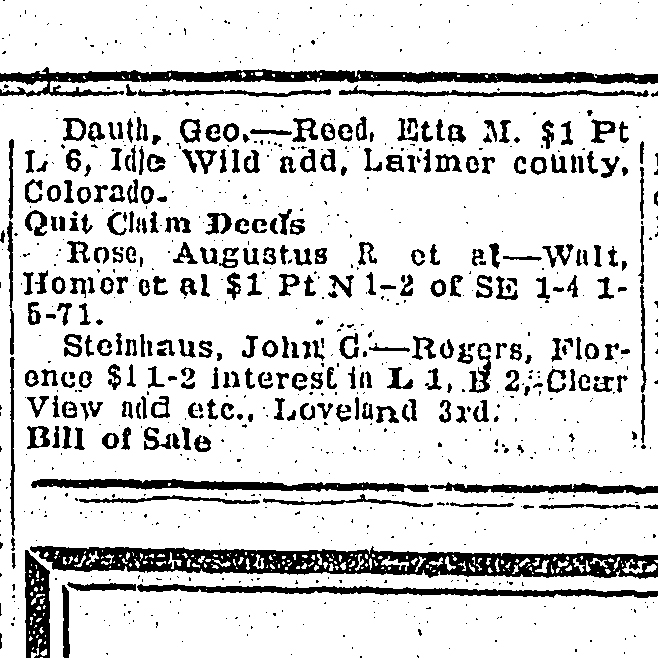 Dauth, Geo.—Reed, Etta M. $1 Pt
L 6, Idle Wild add, Larimer county,
Colorado.
Quit Claim Deeds
Rose, Augustus R et al—Walt,
Homer et al $1 Pt N 1-2 of SE 1-4 1-
5-71.
Steinhaus, John G.—Rogers, Flor-
ence $1 1-2 interest in L 1, B 2, Clear
View add etc., Loveland 3rd.
Bill of Sale